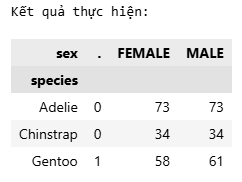 Kết quả thực hiện:
sex . FEMALE MALE
species
Adelie 0 73 73
Chinstrap 0 34 34
Gentoo 1 58 61